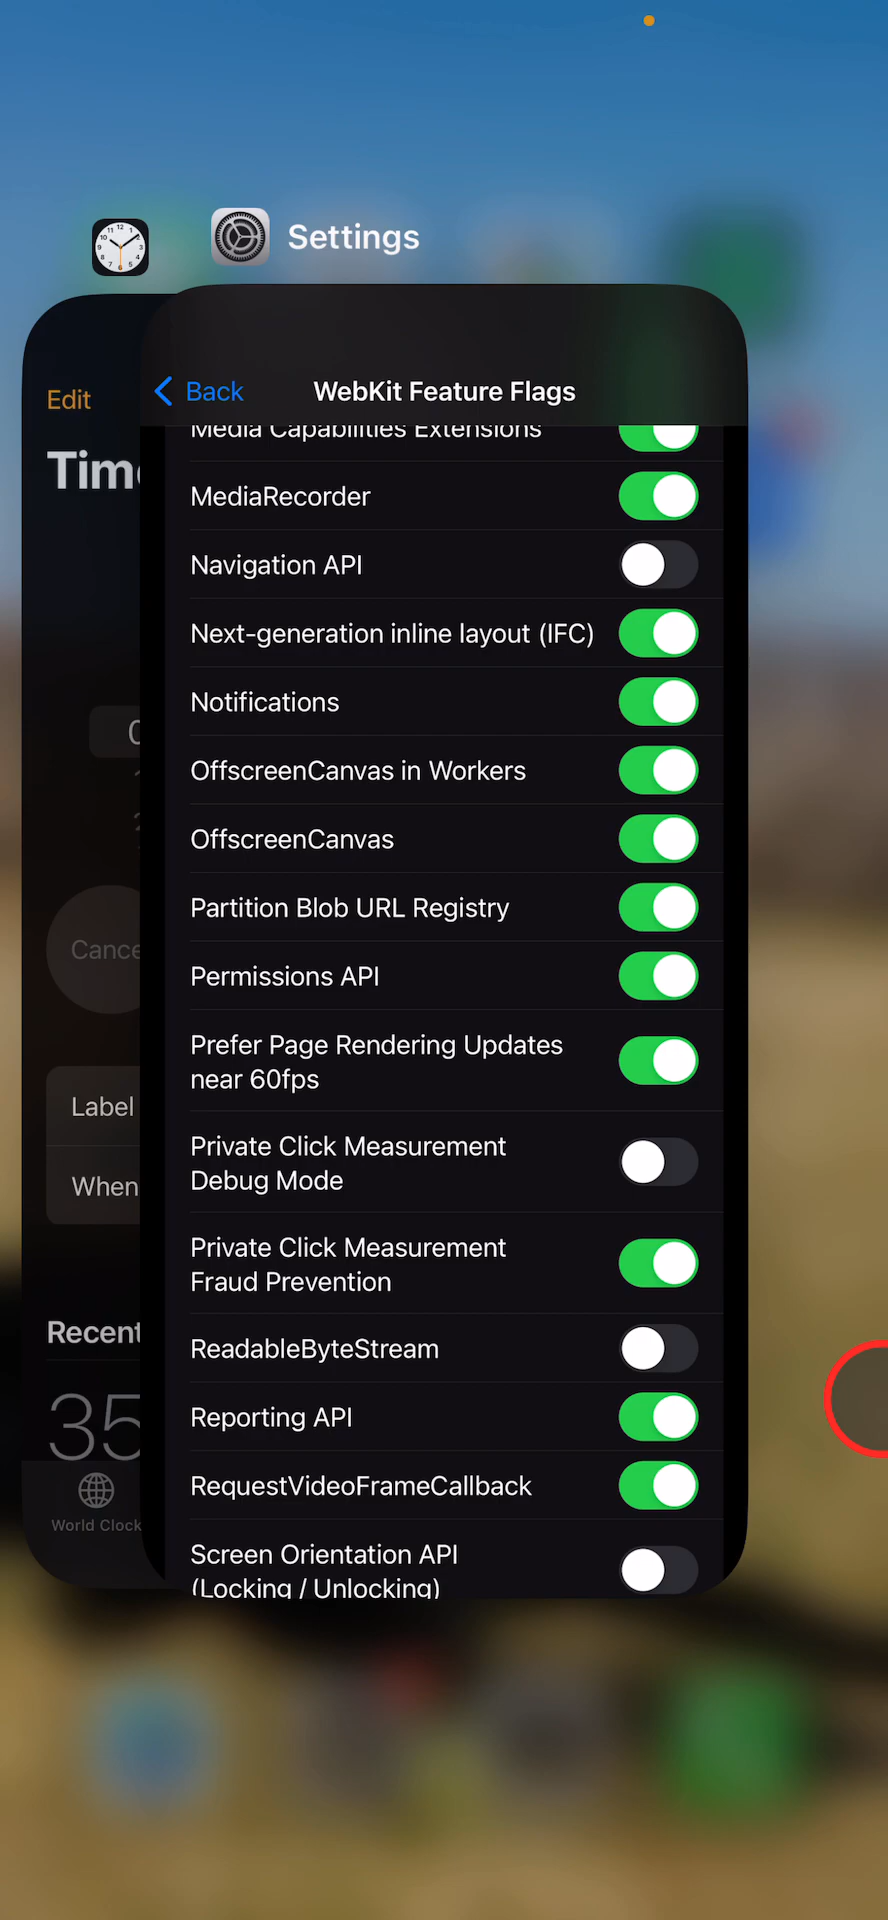 Settings
Edit
Back
WebKit Feature Flags
Media Capabilities Extensions
MediaRecorder
Navigation API
Next-generation inline layout (IFC)
Notifications
OffscreenCanvas in Workers
OffscreenCanvas
Partition Blob URL Registry
Cance
Permissions API
Prefer Page Rendering Updates
near 60fps
Label
Private Click Measurement
Debug Mode
When
Private Click Measurement
Fraud Prevention
Recent
ReadableByteStream
35
Reporting API
RequestVideoFrameCallback
World Clock
Screen Orientation API
(Locking / Unlocking)